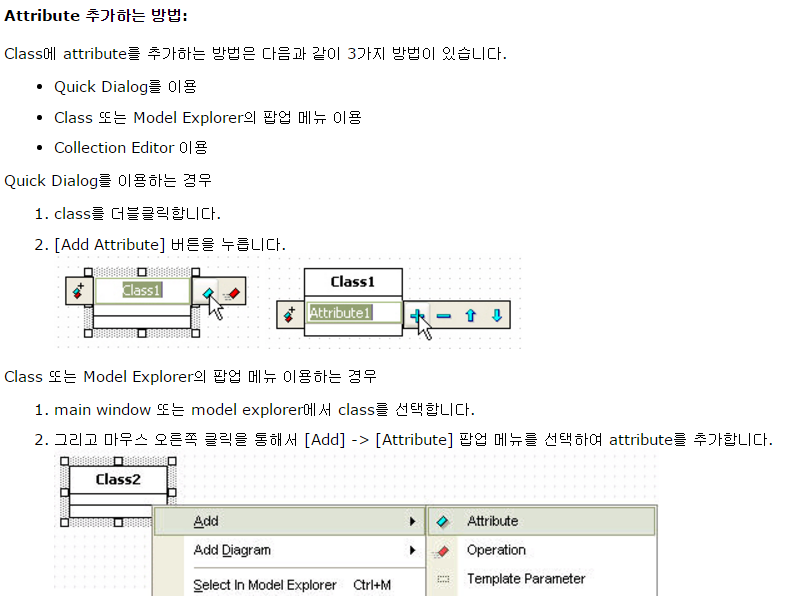 Attribute 추가하는 방법:
Class에 attribute를 추가하는 방법은 다음과 같이 3가지 방법이 있습니다.
• Quick Dialog를 이용
• Class 또는 Model Explorer의 팝업 메뉴 이용
• Collection Editor 이용
Quick Dialog를 이용하는 경우
1. class를 더블클릭합니다.
2. [Add Attribute] 버튼을 누릅니다.
Class1
Class1
Attribute1
Class 또는 Model Explorer의 팝업 메뉴 이용하는 경우
1. main window 또는 model explorer에서 class를 선택합니다.
2. 그리고 마우스 오른쪽 클릭을 통해서 [Add] -> [Attribute] 팝업 메뉴를 선택하여 attribute를 추가합니다.
Class2
Add
Attribute
Add Diagram
Operation
Select In Model Explorer Ctrl+M
Template Parameter